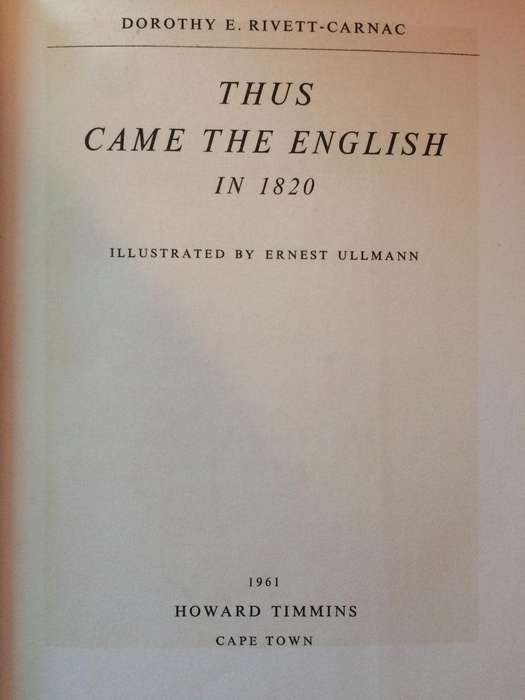 DOROTHY E. RIVETT-CARNAC
THUS
CAME THE ENGLISH
IN 1820
ILLUSTRATED BY ERNEST ULLMANN
1961
HOWARD TIMMINS
CAPE TOWN